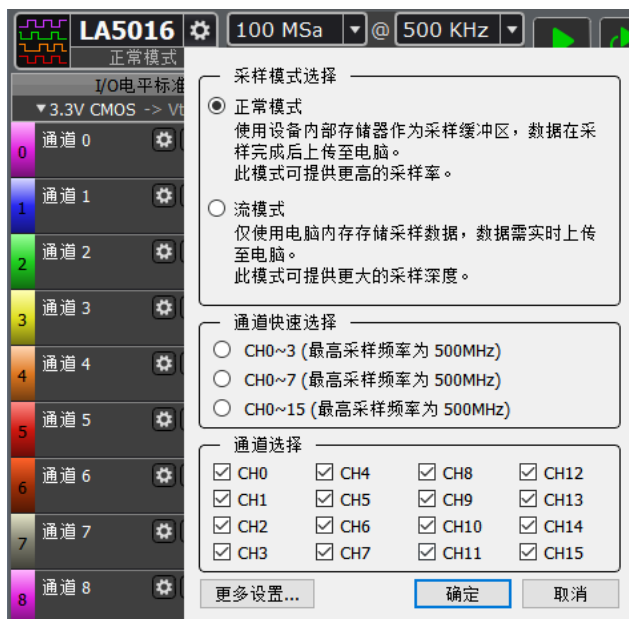 LA5016
100 MSa
@
500 KHz
正常模式
I/O电平标准
▼3.3V CMOS -> Vt
0
通道 0
1
通道 1
2
通道 2
3
通道 3
4
通道 4
5
通道 5
6
通道 6
7
通道 7
8
通道 8
采样模式选择
正常模式
使用设备内部存储器作为采样缓冲区，数据在采
样完成后上传至电脑。
此模式可提供更高的采样率。
流模式
仅使用电脑内存存储采样数据，数据需实时上传
至电脑。
此模式可提供更大的采样深度。
通道快速选择
CH0~3 (最高采样频率为 500MHz)
CH0~7 (最高采样频率为 500MHz)
CH0~15 (最高采样频率为 500MHz)
通道选择
CH0 CH4 CH8 CH12
CH1 CH5 CH9 CH13
CH2 CH6 CH10 CH14
CH3 CH7 CH11 CH15
更多设置... 确定 取消